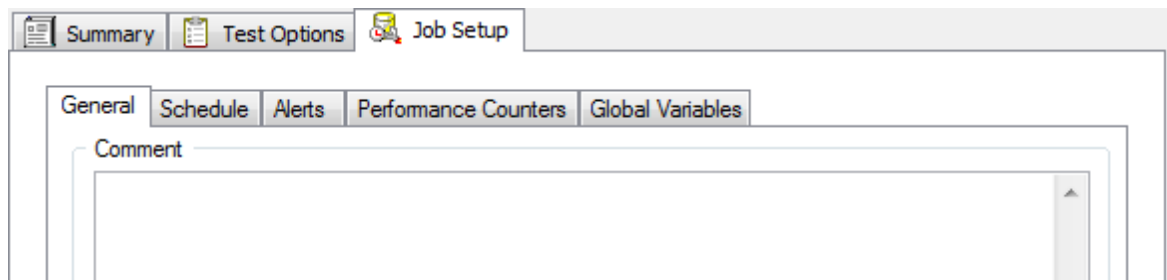 Summary Test Options Job Setup
General Schedule Alerts Performance Counters Global Variables
Comment